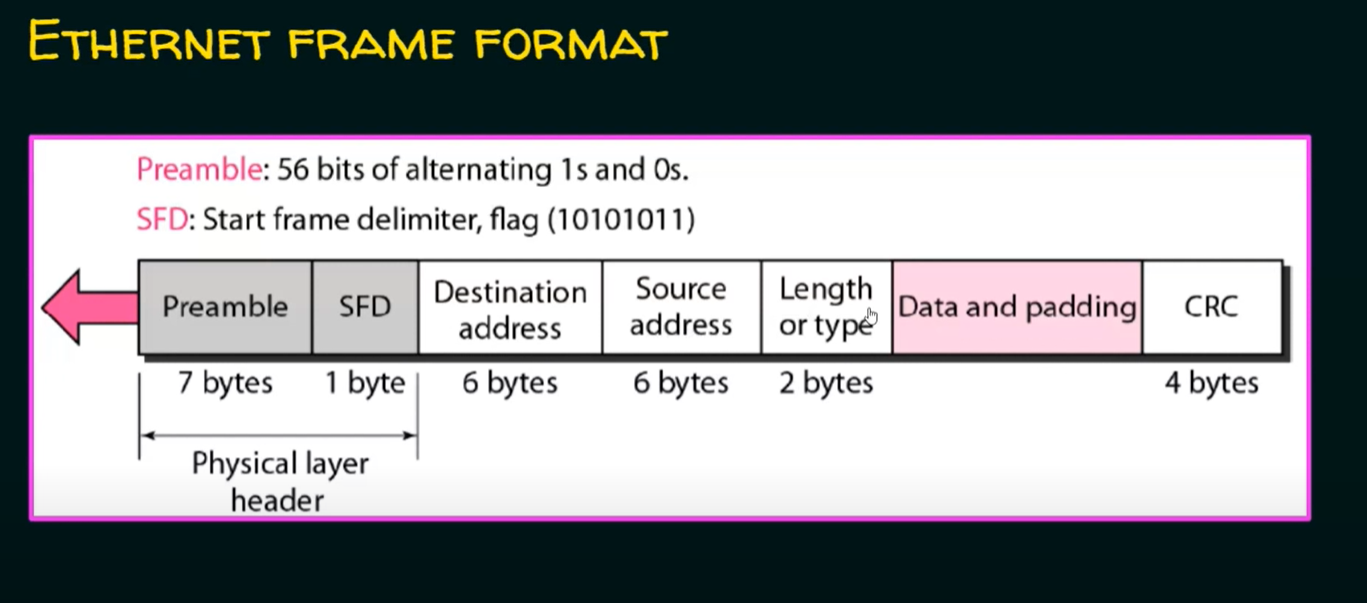 ETHERNET FRAME FORMAT
Preamble: 56 bits of alternating 1s and 0s.
SFD: Start frame delimiter, flag (10101011)
Preamble
SFD
Destination
address
Source
address
Length
or type
Data and padding
CRC
7 bytes
1 byte
6 bytes
6 bytes
2 bytes
4 bytes
Physical layer
header